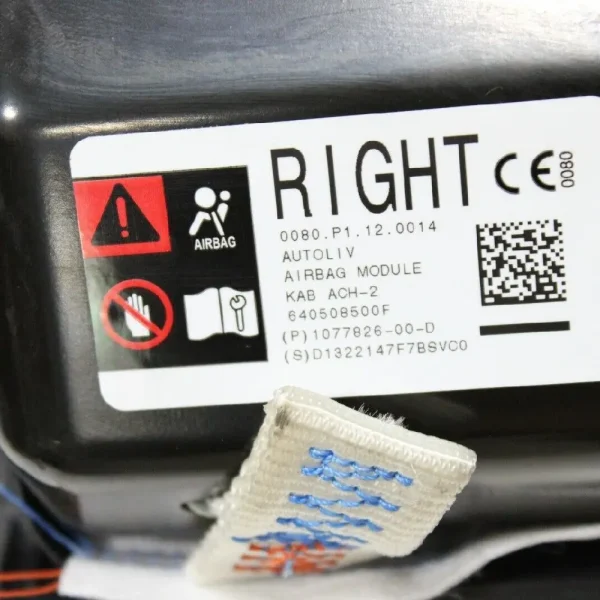 RIGHT
CE 0080
0080.P1.12.0014
AUTOLIV
AIRBAG MODULE
KAB ACH-2
640508500F
(P)1077826-00-D
(S)D1322147F7BSVC0
AIRBAG